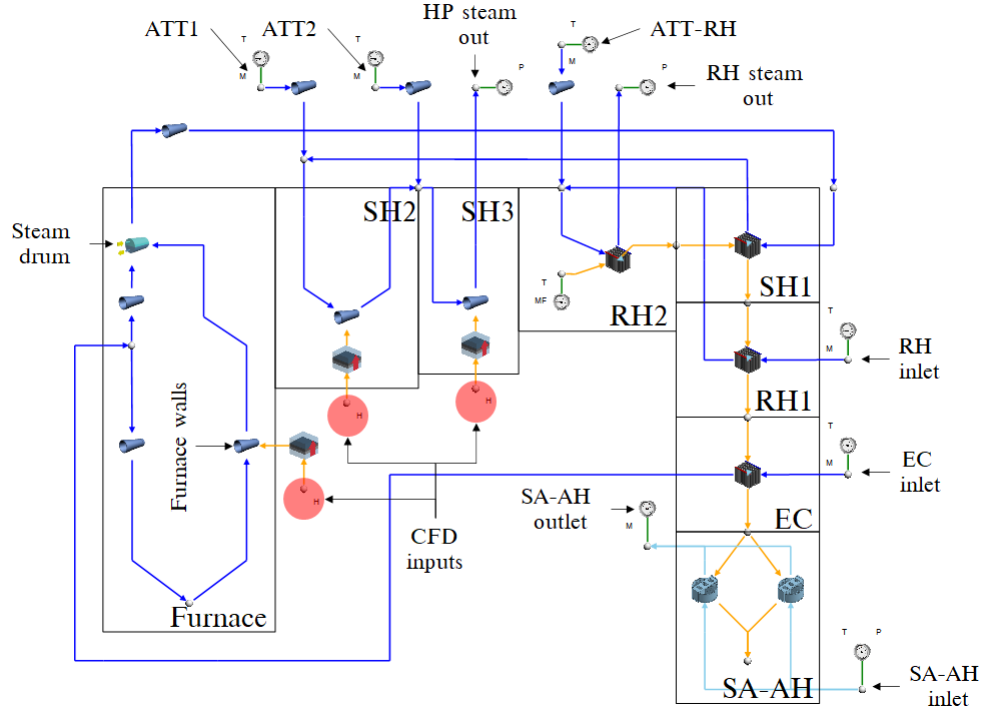 ATT1
ATT2
HP steam
out
ATT-RH
RH steam
out
T
M
T
M
P
T
M
P
Steam
drum
SH2
SH3
RH2
T
MF
SH1
T
M
RH
inlet
RH1
Furnace walls
H
H
H
T
M
EC
inlet
EC
CFD
inputs
SA-AH
outlet
M
Furnace
T
P
SA-AH
SA-AH
inlet